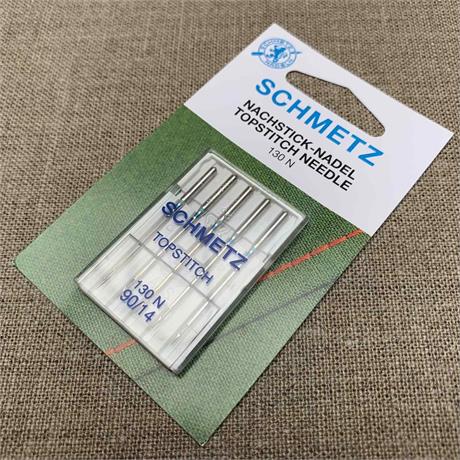 SCHMETZ
NACHSTICK-NADEL
TOPSTITCH NEEDLE
130 N
SCHMETZ
TOPSTITCH
130 N
90/14